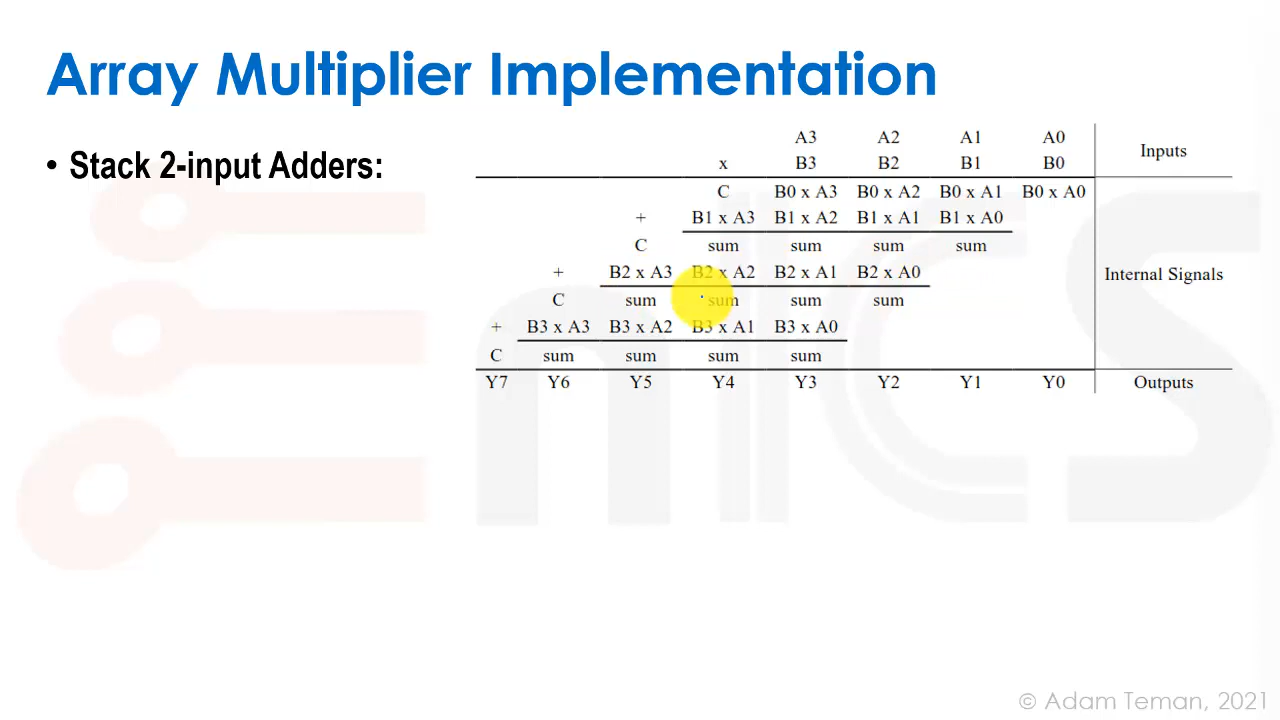 Array Multiplier Implementation
• Stack 2-input Adders:
A3 A2 A1 A0
x B3 B2 B1 B0 Inputs
C B0 x A3 B0 x A2 B0 x A1 B0 x A0
+ B1 x A3 B1 x A2 B1 x A1 B1 x A0
C sum sum sum sum
+ B2 x A3 B2 x A2 B2 x A1 B2 x A0 Internal Signals
C sum sum sum sum
+ B3 x A3 B3 x A2 B3 x A1 B3 x A0
C sum sum sum sum
Y7 Y6 Y5 Y4 Y3 Y2 Y1 Y0 Outputs
nics
© Adam Teman, 2021